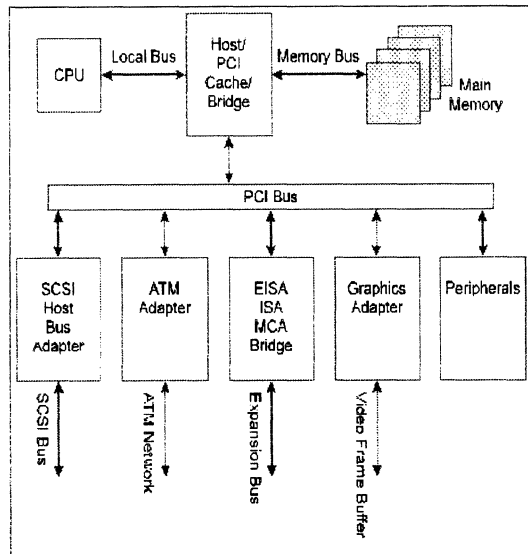 CPU
Local Bus
Host/
PCI
Cache/
Bridge
Memory Bus
Main
Memory
PCI Bus
SCSI
Host
Bus
Adapter
ATM
Adapter
EISA
ISA
MCA
Bridge
Graphics
Adapter
Peripherals
SCSI Bus
ATM Network
Expansion Bus
Video Frame Buffer